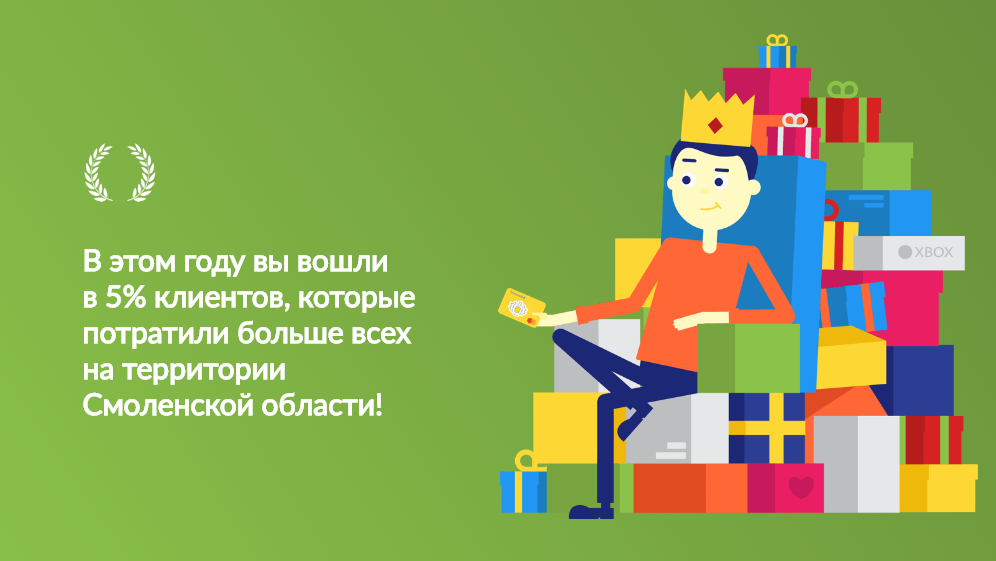 В этом году вы вошли
в 5% клиентов, которые
потратили больше всех
на территории
Смоленской области!
XBOX